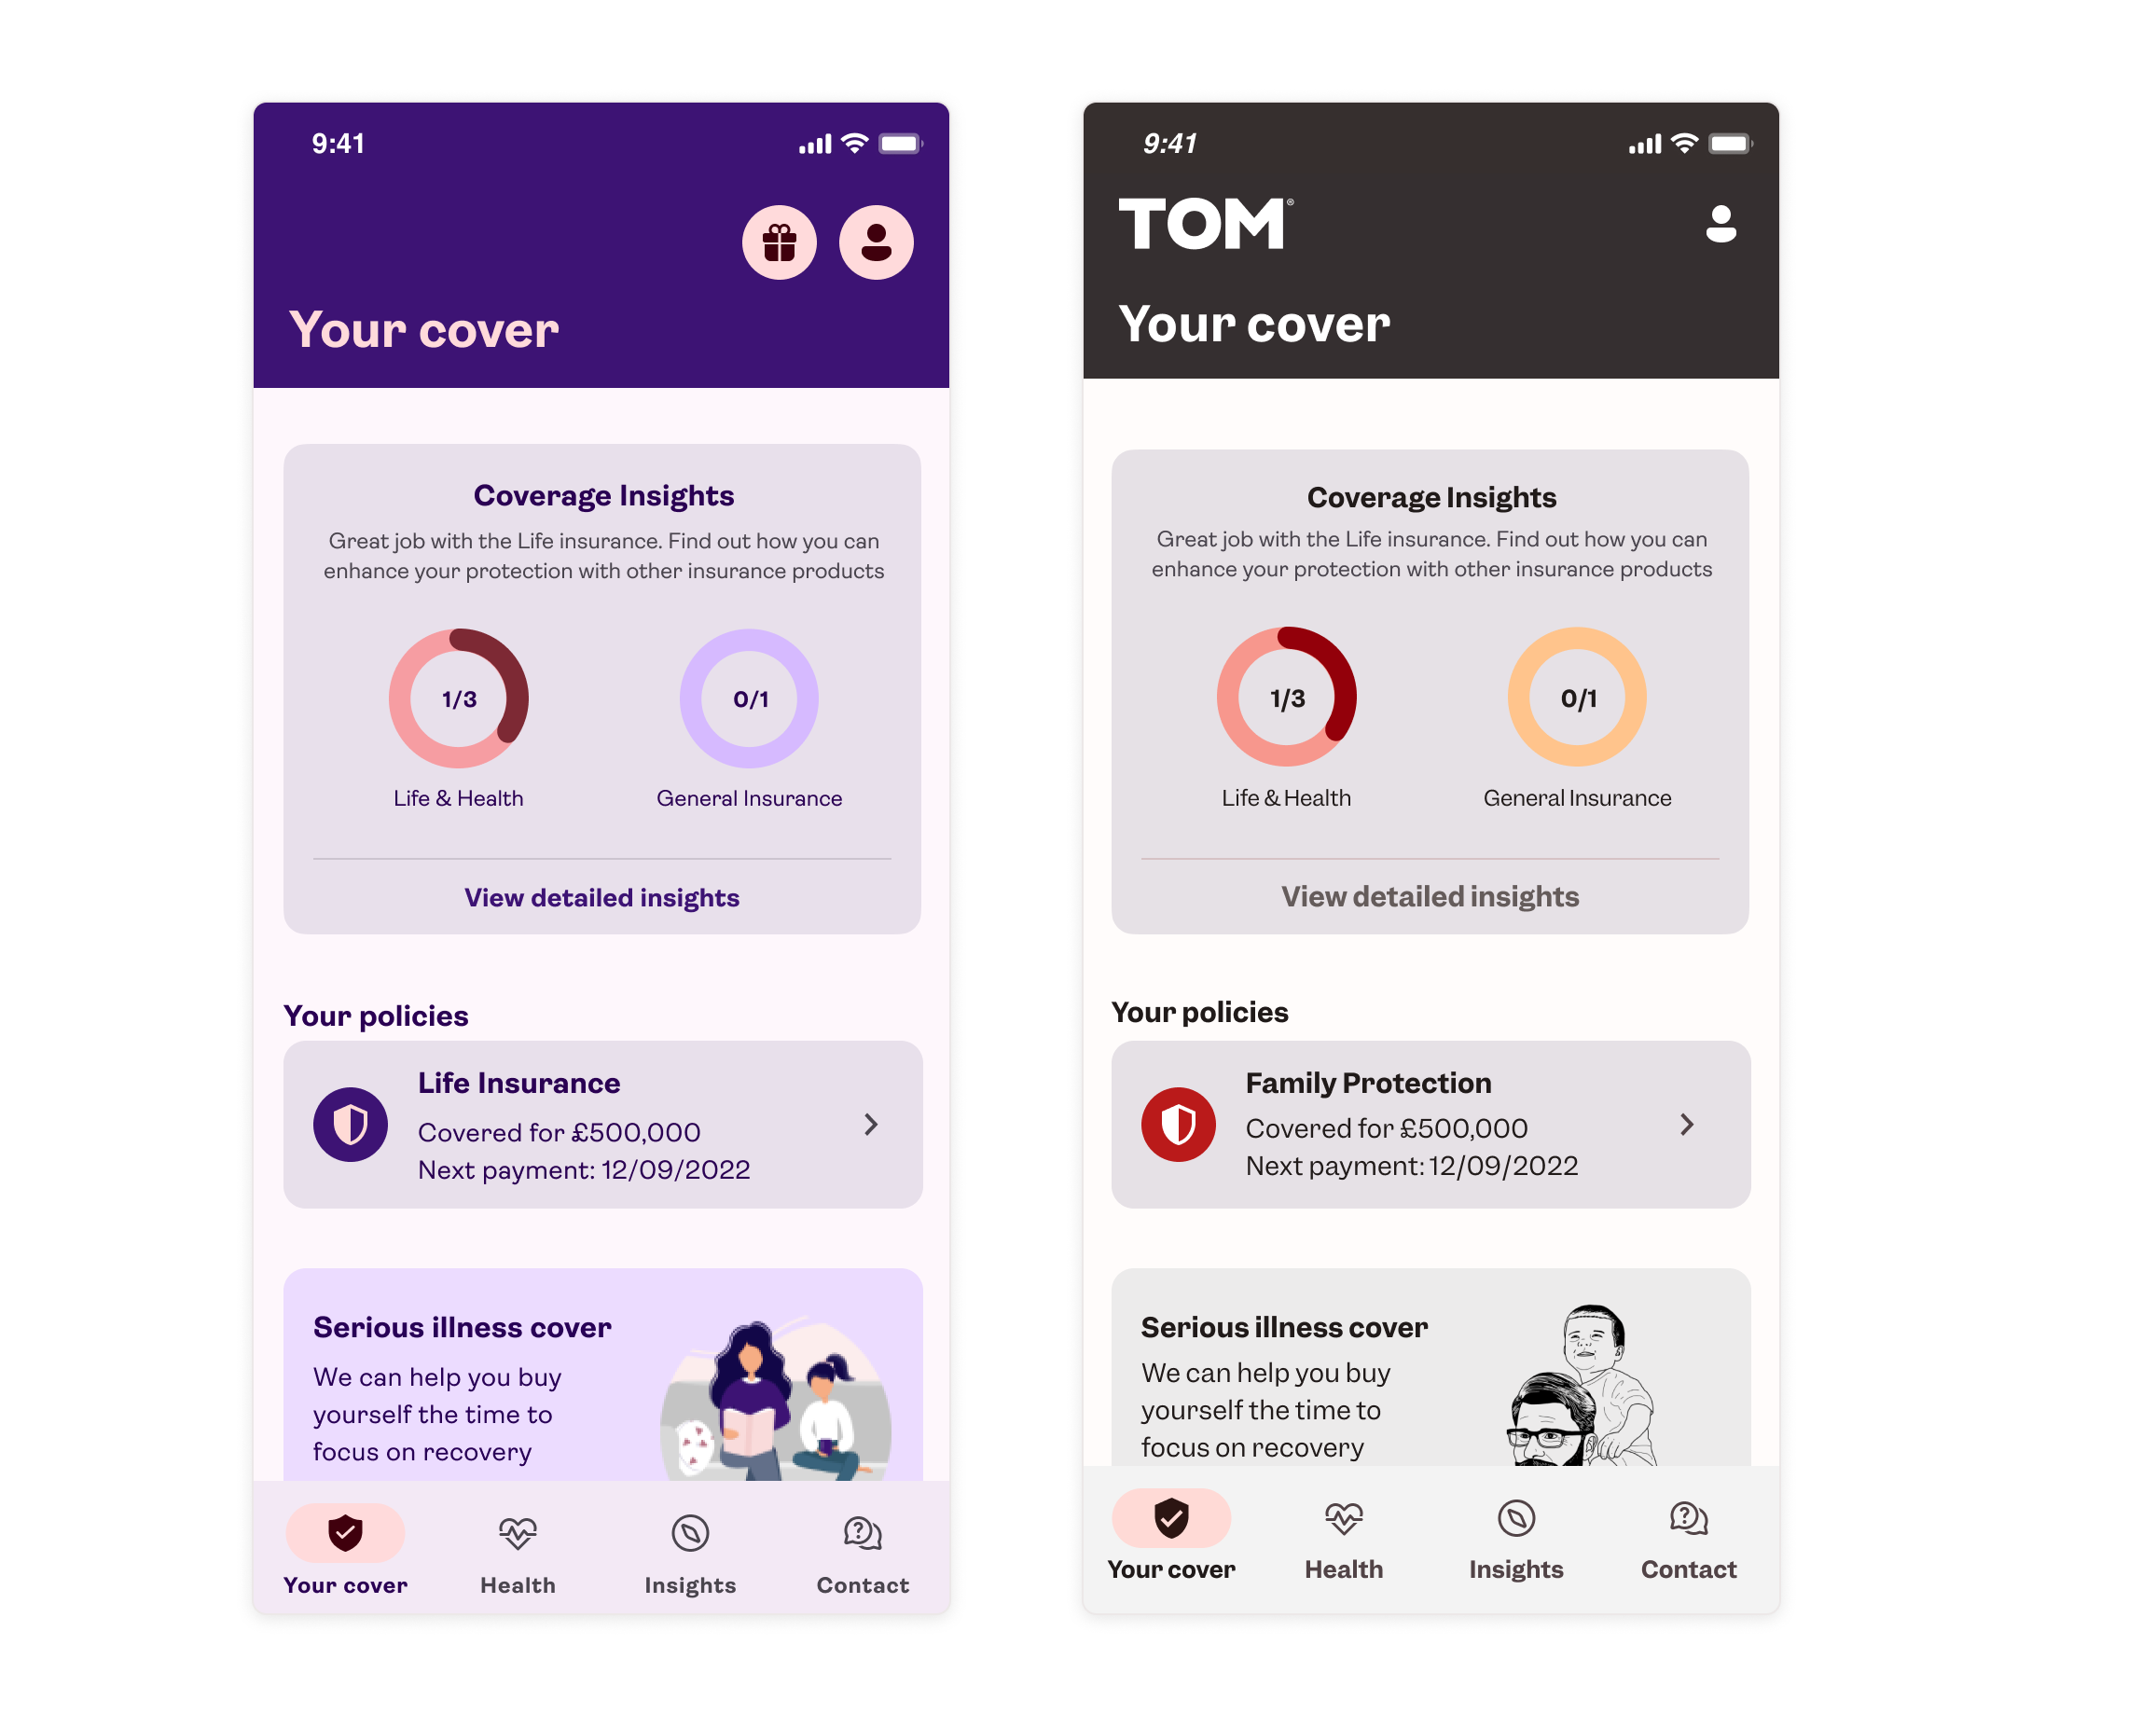 9:41
Your cover
Coverage Insights
Great job with the Life insurance. Find out how you can
enhance your protection with other insurance products
1/3
0/1
Life & Health
General Insurance
View detailed insights
Your policies
Life Insurance
Covered for £500,000
Next payment: 12/09/2022
Serious illness cover
We can help you buy
yourself the time to
focus on recovery
Your cover
Health
Insights
Contact
9:41
TOM®
Your cover
Coverage Insights
Great job with the Life insurance. Find out how you can
enhance your protection with other insurance products
1/3
0/1
Life & Health
General Insurance
View detailed insights
Your policies
Family Protection
Covered for £500,000
Next payment: 12/09/2022
Serious illness cover
We can help you buy
yourself the time to
focus on recovery
Your cover
Health
Insights
Contact